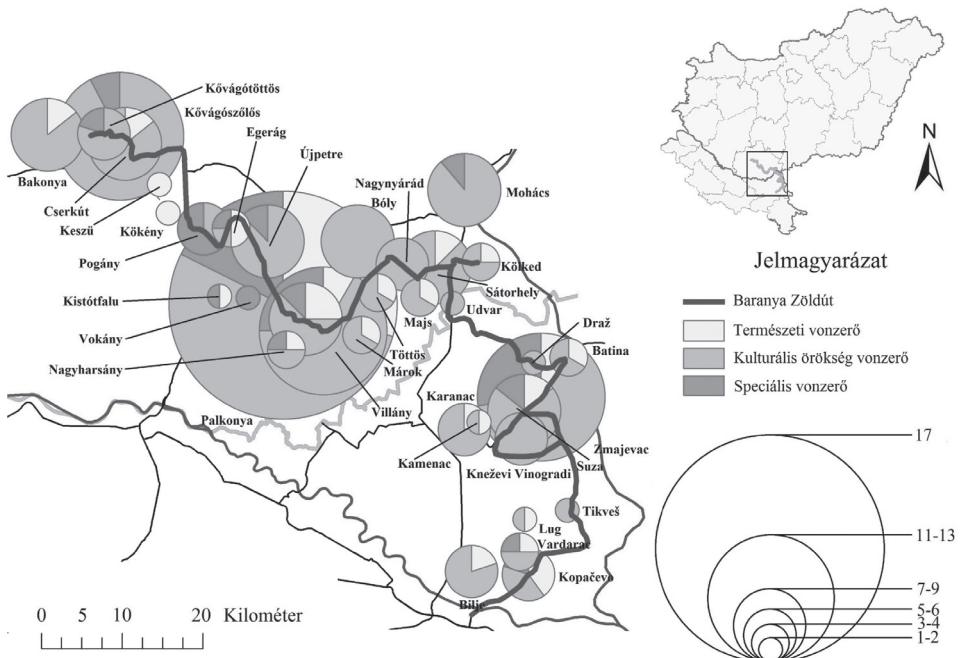 Kővágótöttös
Kővágószőlős
Egerág
Újpetre
Bakonya
Cserkút
Keszü
Kökény
Pogány
Nagynyárád
Bóly
Mohács
Kölked
Sátorhely
Udvar
Majs
Kistótfalu
Vokány
Nagyharsány
Töttös
Márok
Villány
Palkonya
Draž
Batina
Karanac
Kamenac
Zmajevac
Suza
Kneževi Vinogradi
Tikveš
Lug
Vardarac
Kopačevo
Bilje
0 5 10 20 Kilométer
N
Jelmagyarázat
Baranya Zöldút
Természeti vonzerő
Kulturális örökség vonzerő
Speciális vonzerő
17
11-13
7-9
5-6
3-4
1-2